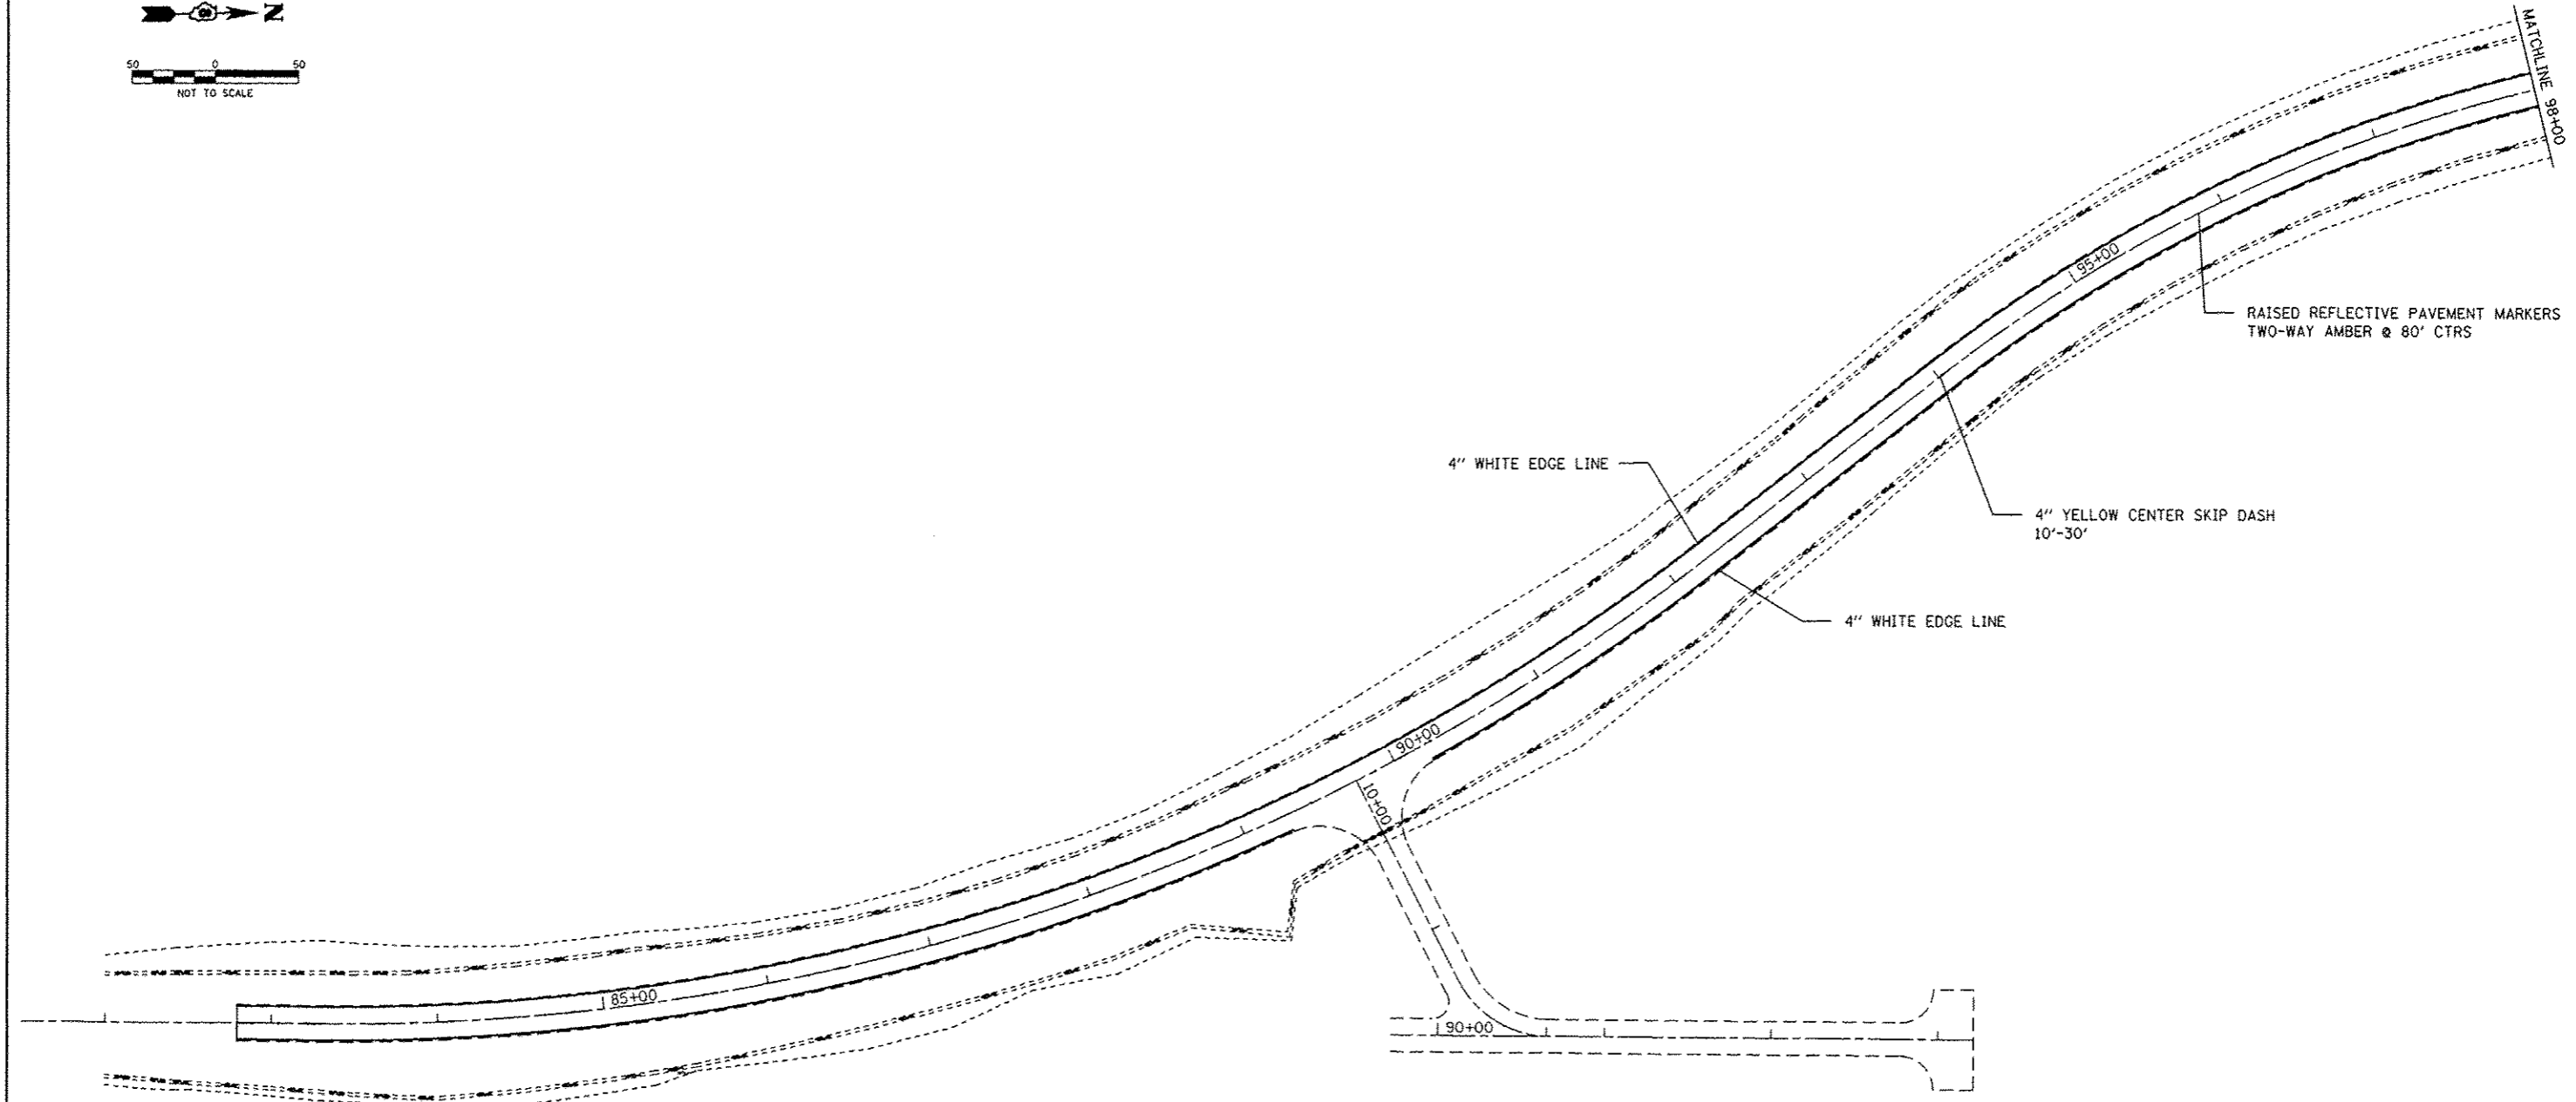 N
50 0 50
NOT TO SCALE
MATCHLINE 98+00
95+00
RAISED REFLECTIVE PAVEMENT MARKERS
TWO-WAY AMBER @ 80' CTRS
4" WHITE EDGE LINE
4" YELLOW CENTER SKIP DASH
10'-30'
4" WHITE EDGE LINE
90+00
10+00
85+00
90+00